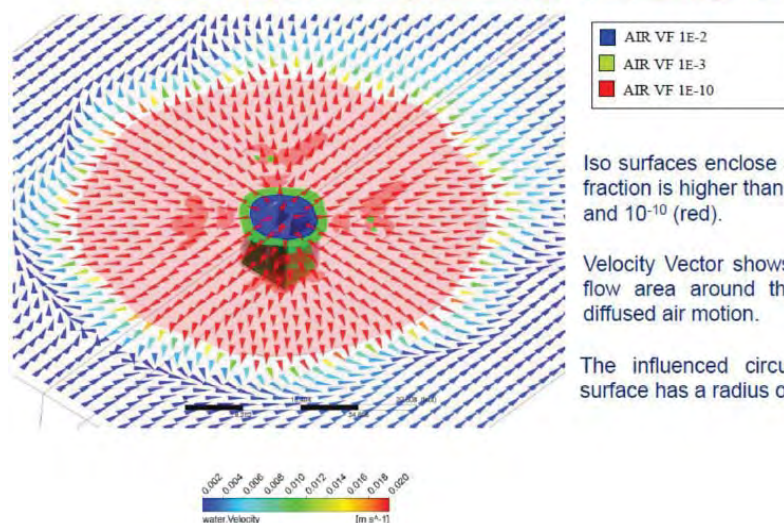 AIR VF 1E-2
AIR VF 1E-3
AIR VF 1E-10
Iso surfaces enclose
fraction is higher than
and 10⁻¹⁰ (red).
Velocity Vector shows
flow area around th
diffused air motion.
The influenced circu
surface has a radius o
0.002 0.004 0.006 0.008 0.010 0.012 0.014 0.016 0.018 0.020
water.Velocity [m s^-1]